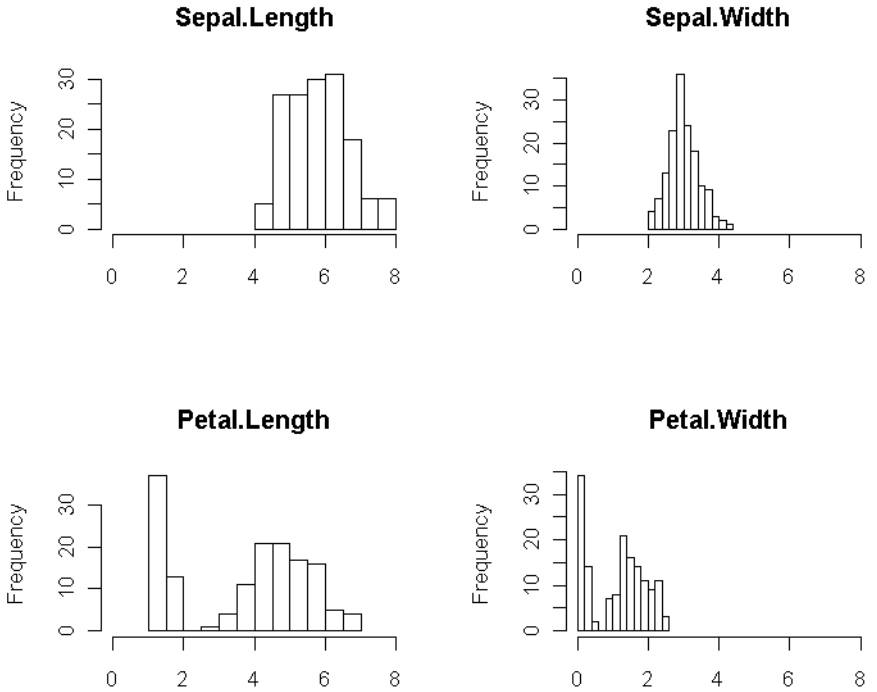 Sepal.Length
Frequency
0 10 20 30
0 2 4 6 8
Sepal.Width
Frequency
0 10 20 30
0 2 4 6 8
Petal.Length
Frequency
0 10 20 30
0 2 4 6 8
Petal.Width
Frequency
0 10 20 30
0 2 4 6 8